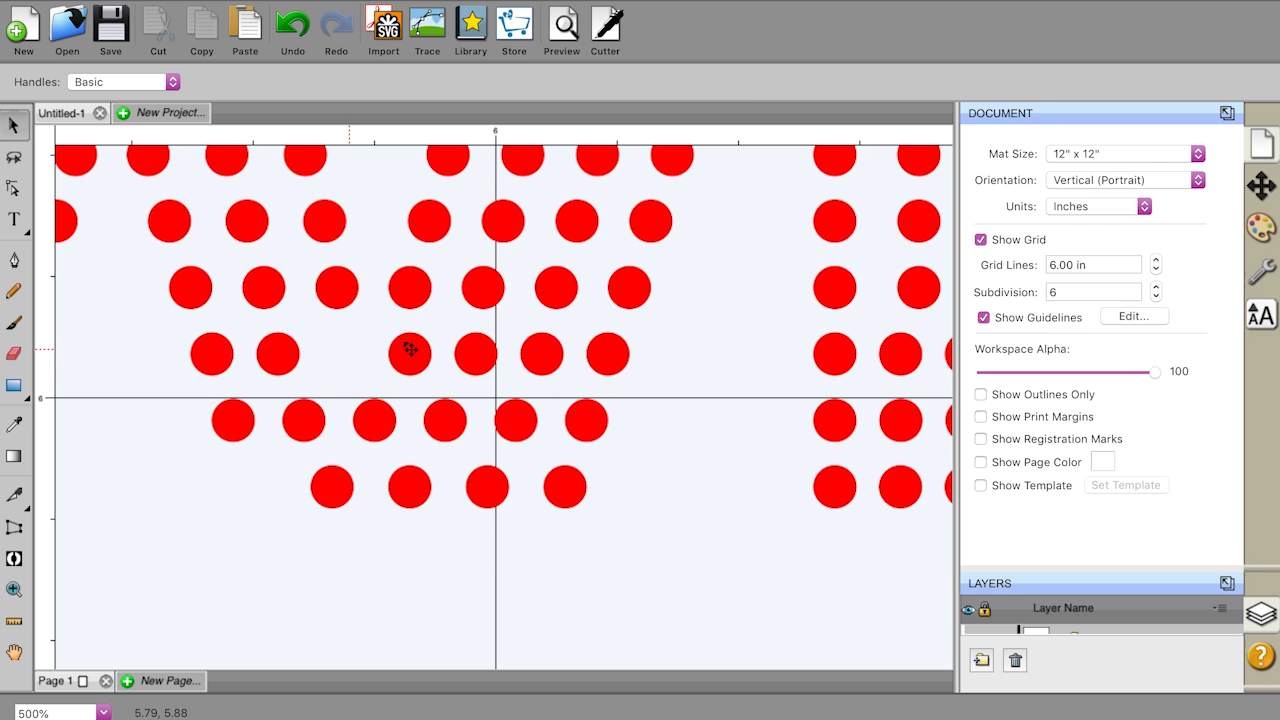 New Open Save Cut Copy Paste Undo Redo Import Trace Library Store Preview Cutter
SVG
Handles: Basic
Untitled-1 New Project...
DOCUMENT
6
Mat Size: 12" x 12"
Orientation: Vertical (Portrait)
Units: Inches
Show Grid
Grid Lines: 6.00 in
Subdivision: 6
Show Guidelines Edit...
Workspace Alpha:
100
Show Outlines Only
6
Show Print Margins
Show Registration Marks
Show Page Color
Show Template Set Template
LAYERS
Layer Name
Page 1 New Page...
500% 5.79, 5.88
T
AA
?